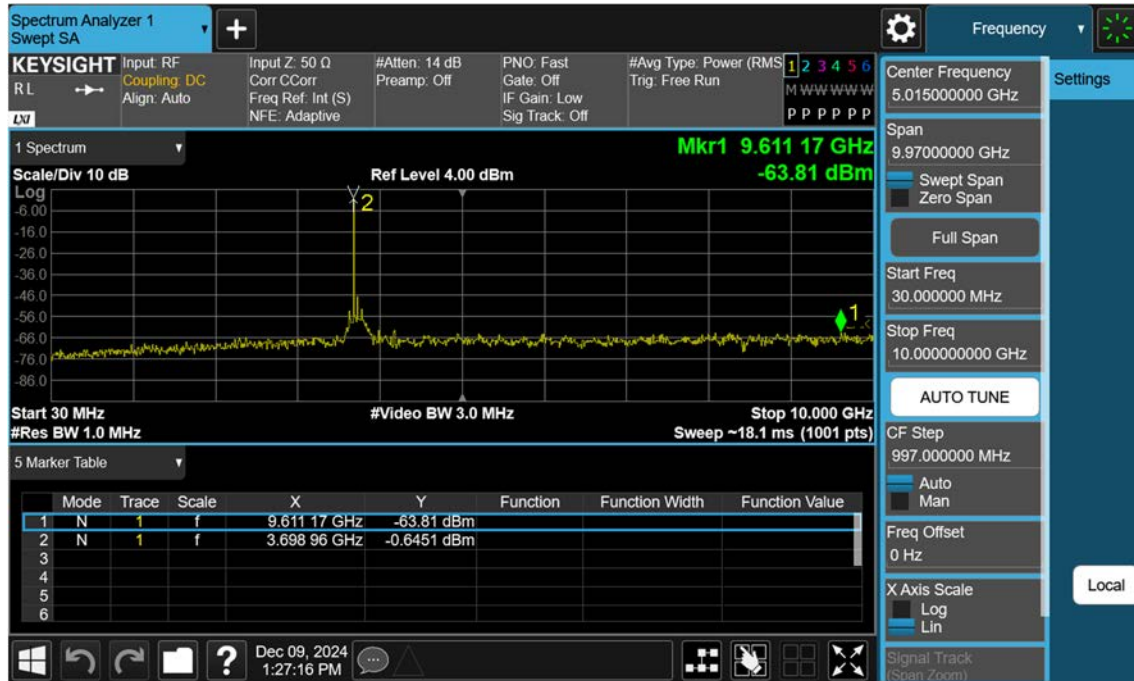 Spectrum Analyzer 1
Swept SA
Frequency
KEYSIGHT
RL
LXI
Input: RF
Coupling: DC
Align: Auto
Input Z: 50 Ω
Corr CCorr
Freq Ref: Int (S)
NFE: Adaptive
#Atten: 14 dB
Preamp: Off
PNO: Fast
Gate: Off
IF Gain: Low
Sig Track: Off
#Avg Type: Power (RMS
Trig: Free Run
1 2 3 4 5 6
M W W W W W
P P P P P P
1 Spectrum
Mkr1 9.611 17 GHz
Scale/Div 10 dB
Ref Level 4.00 dBm
-63.81 dBm
Log
-6.00
-16.0
-26.0
-36.0
-46.0
-56.0
-66.0
-76.0
-86.0
2
1
Start 30 MHz
#Video BW 3.0 MHz
Stop 10.000 GHz
#Res BW 1.0 MHz
Sweep ~18.1 ms (1001 pts)
5 Marker Table
Mode Trace Scale X Y Function Function Width Function Value
1 N 1 f 9.611 17 GHz -63.81 dBm
2 N 1 f 3.698 96 GHz -0.6451 dBm
3
4
5
6
Dec 09, 2024
1:27:16 PM
Center Frequency
5.015000000 GHz
Settings
Span
9.97000000 GHz
Swept Span
Zero Span
Full Span
Start Freq
30.000000 MHz
Stop Freq
10.000000000 GHz
AUTO TUNE
CF Step
997.000000 MHz
Auto
Man
Freq Offset
0 Hz
X Axis Scale
Log
Lin
Local
Signal Track
(Span Zoom)